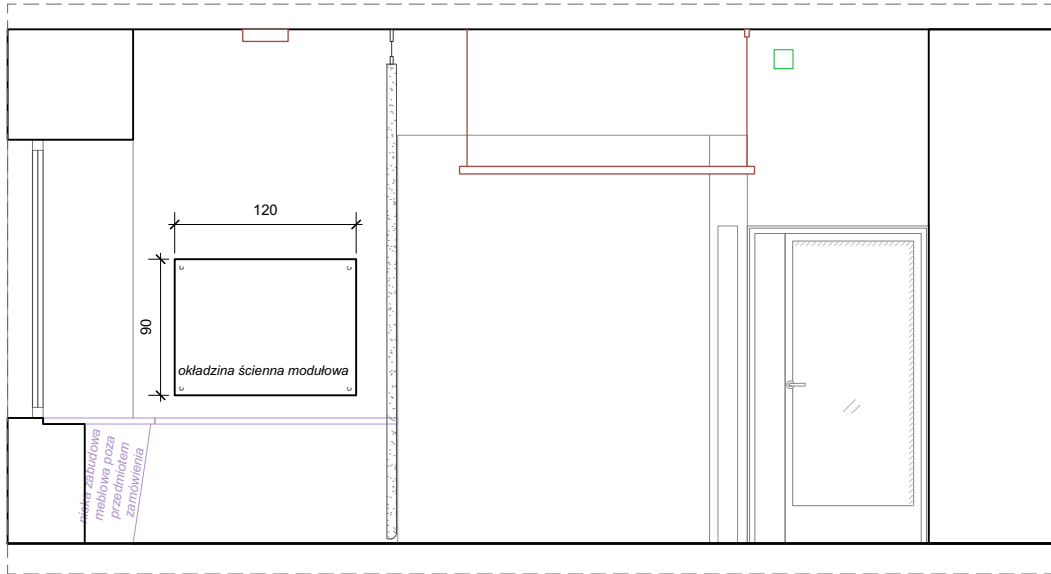 120
90
okładzina ścienna modułowa
niska zabudowa
meblowa poza
przedmiotem
zamówienia